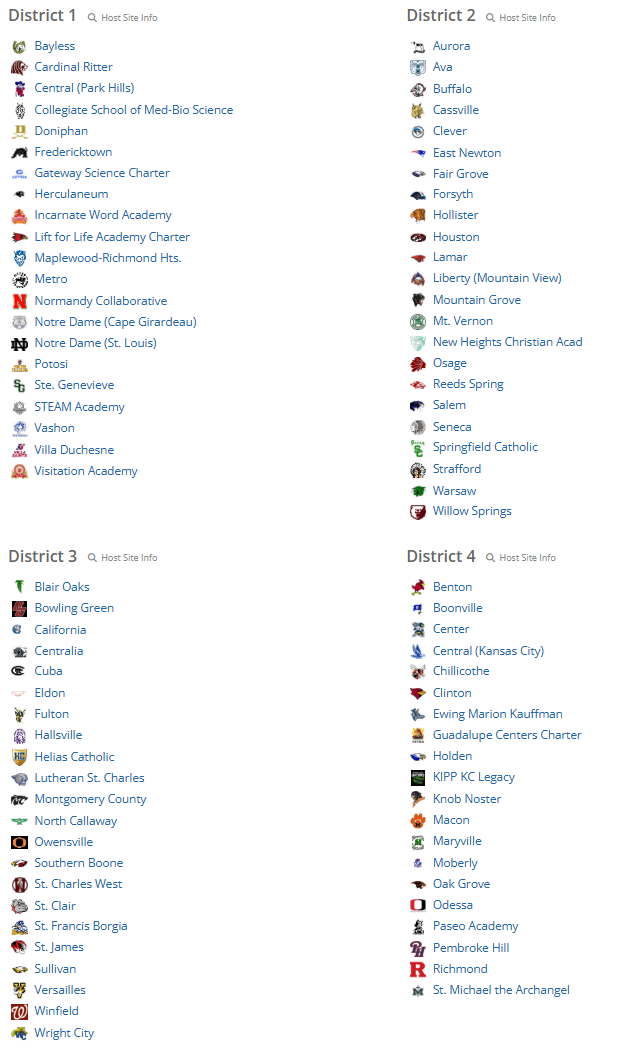 District 1 Host Site Info
Bayless
Cardinal Ritter
Central (Park Hills)
Collegiate School of Med-Bio Science
Doniphan
Fredericktown
Gateway Science Charter
Herculaneum
Incarnate Word Academy
Lift for Life Academy Charter
Maplewood-Richmond Hts.
Metro
Normandy Collaborative
Notre Dame (Cape Girardeau)
Notre Dame (St. Louis)
Potosi
Ste. Genevieve
STEAM Academy
Vashon
Villa Duchesne
Visitation Academy
District 2 Host Site Info
Aurora
Ava
Buffalo
Cassville
Clever
East Newton
Fair Grove
Forsyth
Hollister
Houston
Lamar
Liberty (Mountain View)
Mountain Grove
Mt. Vernon
New Heights Christian Acad
Osage
Reeds Spring
Salem
Seneca
Springfield Catholic
Strafford
Warsaw
Willow Springs
District 3 Host Site Info
Blair Oaks
Bowling Green
California
Centralia
Cuba
Eldon
Fulton
Hallsville
Helias Catholic
Lutheran St. Charles
Montgomery County
North Callaway
Owensville
Southern Boone
St. Charles West
St. Clair
St. Francis Borgia
St. James
Sullivan
Versailles
Winfield
Wright City
District 4 Host Site Info
Benton
Boonville
Center
Central (Kansas City)
Chillicothe
Clinton
Ewing Marion Kauffman
Guadalupe Centers Charter
Holden
KIPP KC Legacy
Knob Noster
Macon
Maryville
Moberly
Oak Grove
Odessa
Paseo Academy
Pembroke Hill
Richmond
St. Michael the Archangel